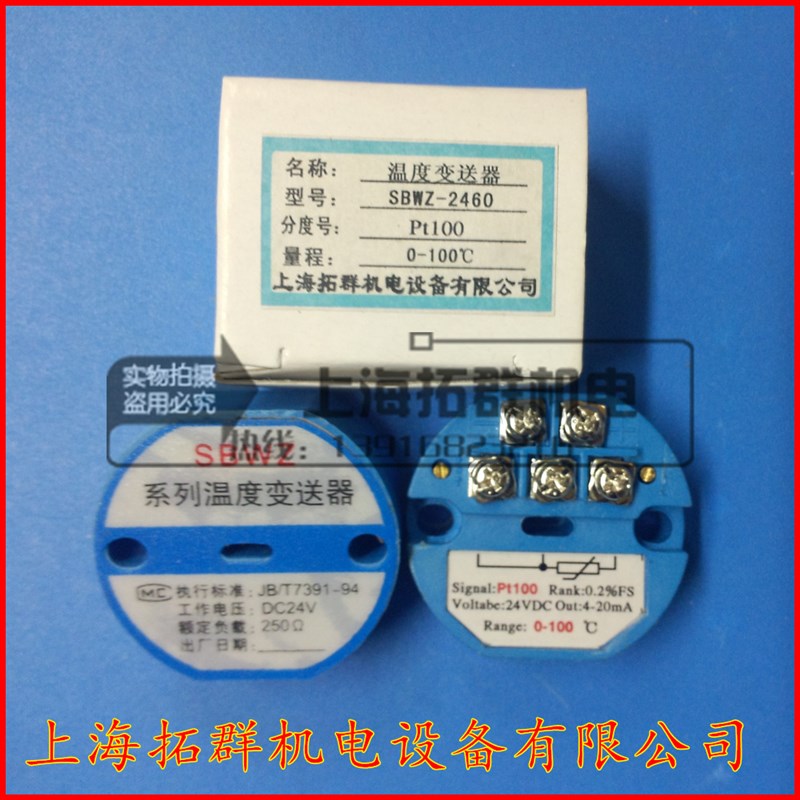 名称：温度变送器
型号：SBWZ-2460
分度号：Pt100
量程：0-100℃
上海拓群机电设备有限公司
实物拍摄
盗用必究
上海拓群机电
热线：
SBWZ
系列温度变送器
MC 执行标准：JB/T7391-94
工作电压：DC24V
额定负载：250Ω
出厂日期：
Signal:Pt100 Rank:0.2%FS
Voltabe:24VDC Out:4-20mA
Range: 0-100 ℃
上海拓群机电设备有限公司